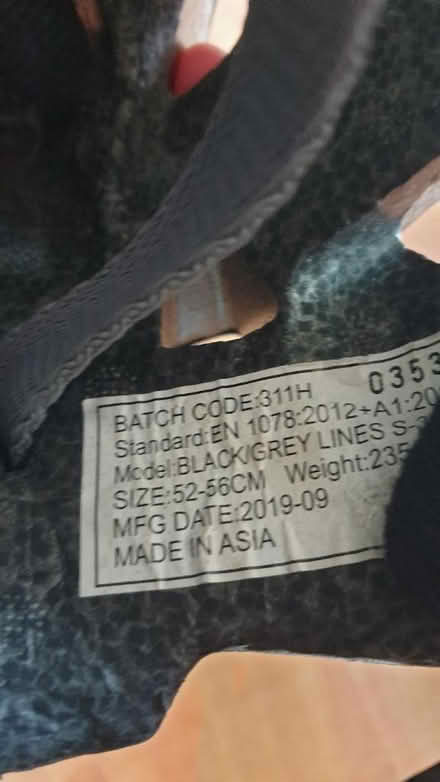 0353
BATCH CODE:311H
Standard:EN 1078:2012+A1:20
Model:BLACK/GREY LINES S-
SIZE:52-56CM Weight:235
MFG DATE:2019-09
MADE IN ASIA